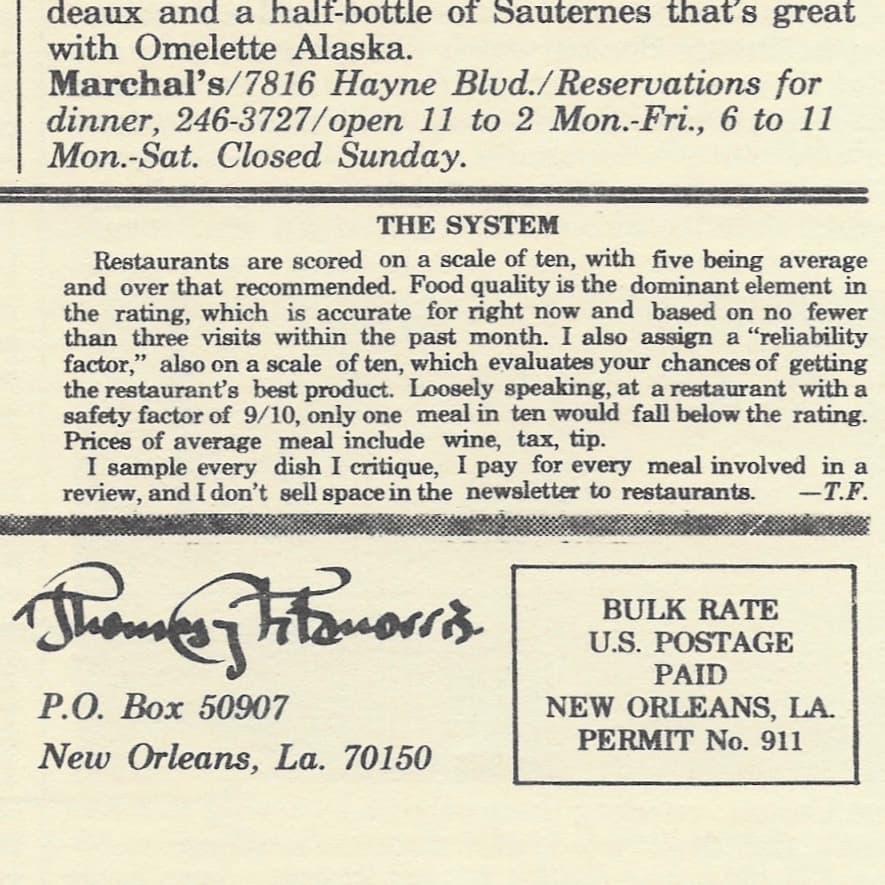 deaux and a half-bottle of Sauternes that's great
with Omelette Alaska.
Marchal's/7816 Hayne Blvd./Reservations for
dinner, 246-3727/open 11 to 2 Mon.-Fri., 6 to 11
Mon.-Sat. Closed Sunday.
THE SYSTEM
Restaurants are scored on a scale of ten, with five being average
and over that recommended. Food quality is the dominant element in
the rating, which is accurate for right now and based on no fewer
than three visits within the past month. I also assign a “reliability
factor,” also on a scale of ten, which evaluates your chances of getting
the restaurant's best product. Loosely speaking, at a restaurant with a
safety factor of 9/10, only one meal in ten would fall below the rating.
Prices of average meal include wine, tax, tip.
I sample every dish I critique, I pay for every meal involved in a
review, and I don't sell space in the newsletter to restaurants. —T.F.
Thomas Fitzmorris
P.O. Box 50907
New Orleans, La. 70150
BULK RATE
U.S. POSTAGE
PAID
NEW ORLEANS, LA.
PERMIT No. 911